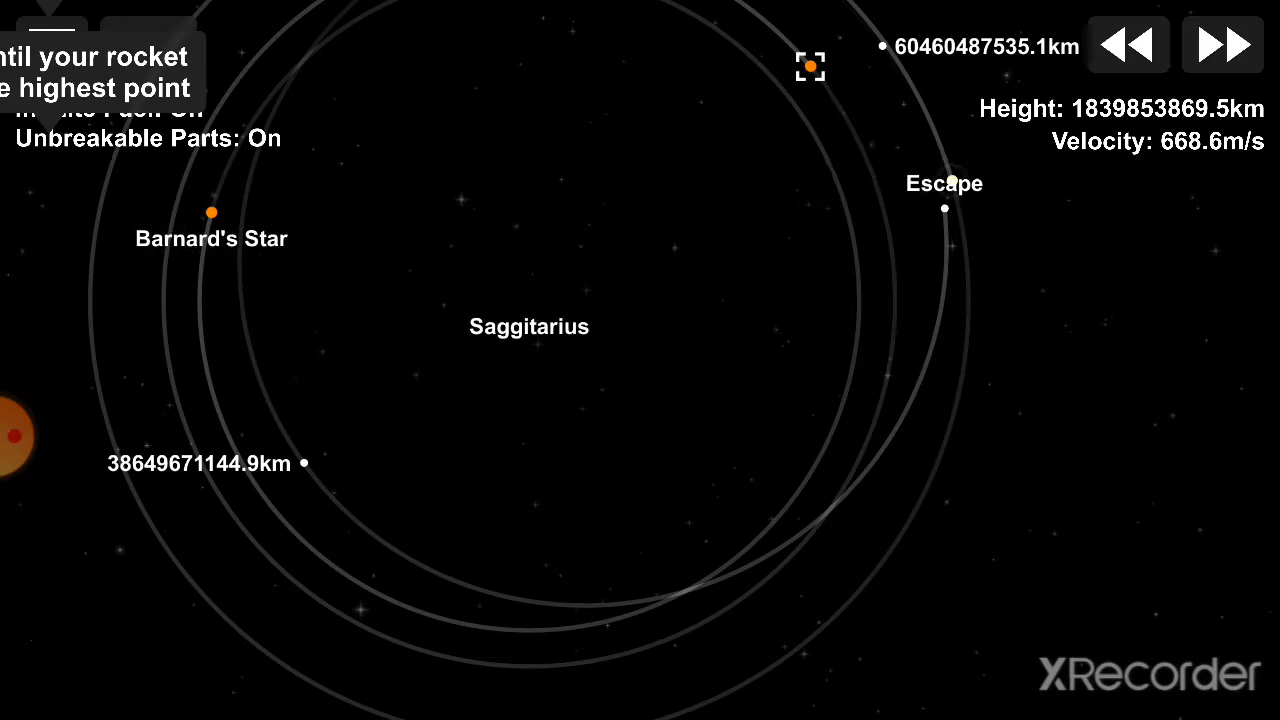 ntil your rocket
e highest point
Unbreakable Parts: On
60460487535.1km
Height: 1839853869.5km
Velocity: 668.6m/s
Escape
Barnard's Star
Saggitarius
38649671144.9km
XRecorder